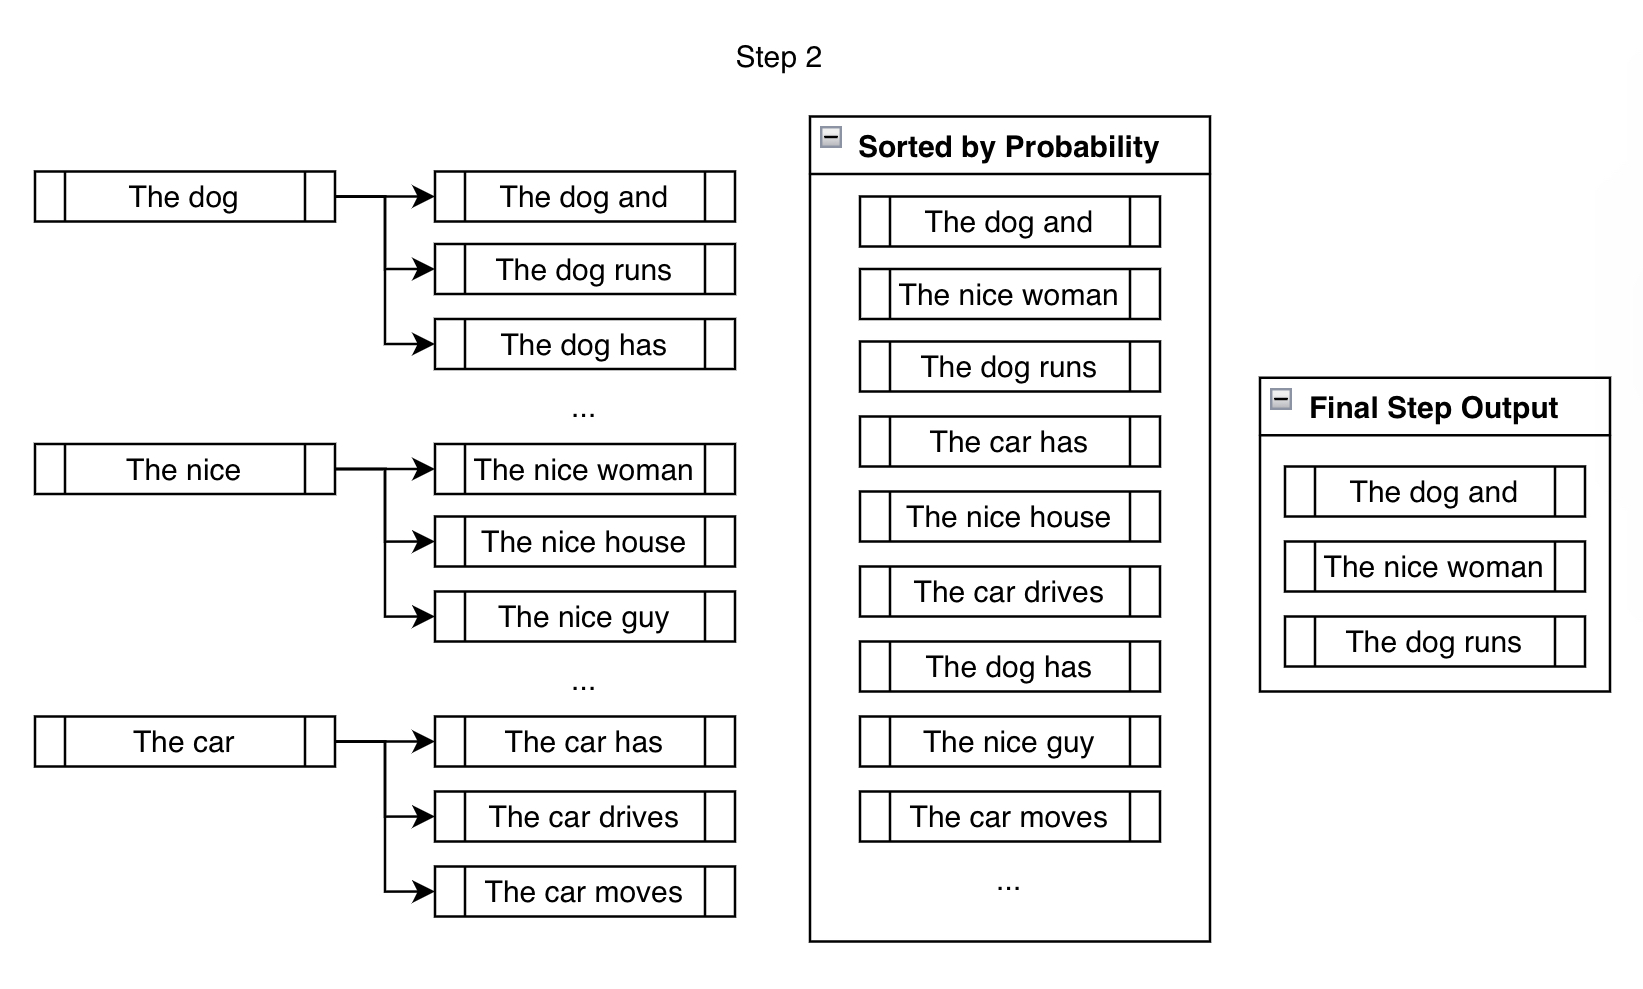 Step 2
The dog
The dog and
The dog runs
The dog has
...
The nice
The nice woman
The nice house
The nice guy
...
The car
The car has
The car drives
The car moves
Sorted by Probability
The dog and
The nice woman
The dog runs
The car has
The nice house
The car drives
The dog has
The nice guy
The car moves
...
Final Step Output
The dog and
The nice woman
The dog runs